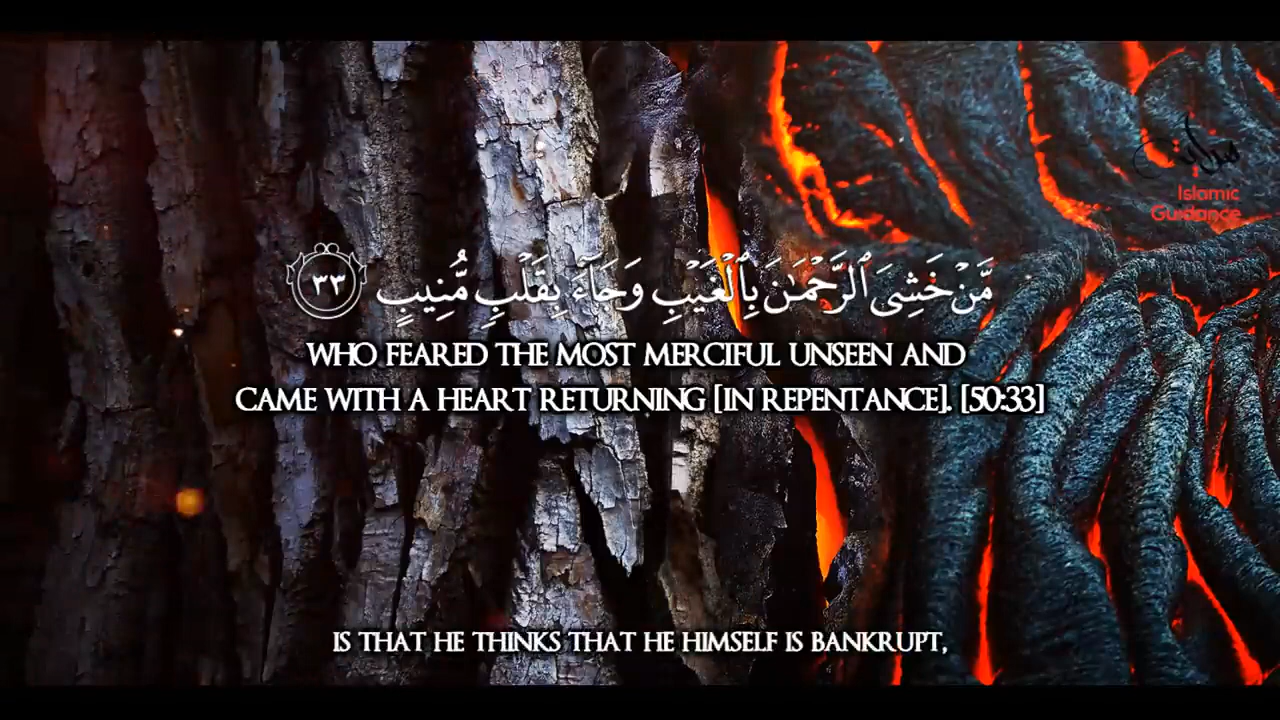 مَّنْ خَشِىَ ٱلرَّحْمَـٰنَ بِٱلْغَيْبِ وَجَآءَ بِقَلْبٍ مُّنِيبٍ ٣٣
WHO FEARED THE MOST MERCIFUL UNSEEN AND
CAME WITH A HEART RETURNING [IN REPENTANCE]. [50:33]
IS THAT HE THINKS THAT HE HIMSELF IS BANKRUPT,
Islamic
Guidance